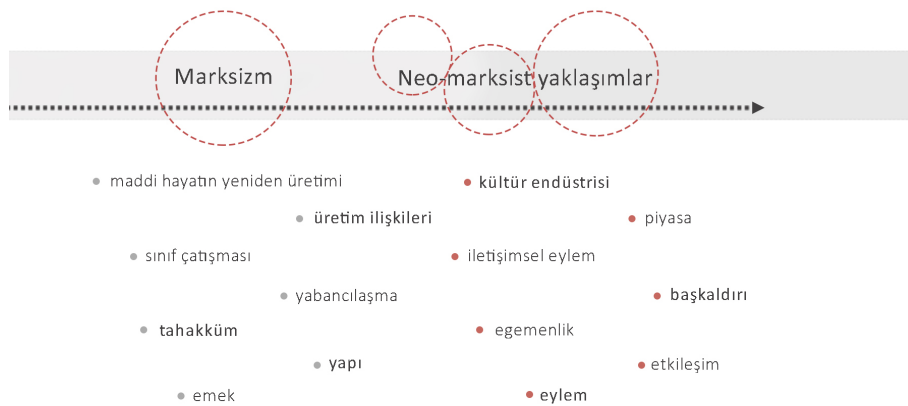 Marksizm
Neo-marksist yaklaşımlar
maddi hayatın yeniden üretimi
kültür endüstrisi
üretim ilişkileri
piyasa
sınıf çatışması
iletişimsel eylem
yabancılaşma
başkaldırı
tahakküm
egemenlik
yapı
etkileşim
emek
eylem